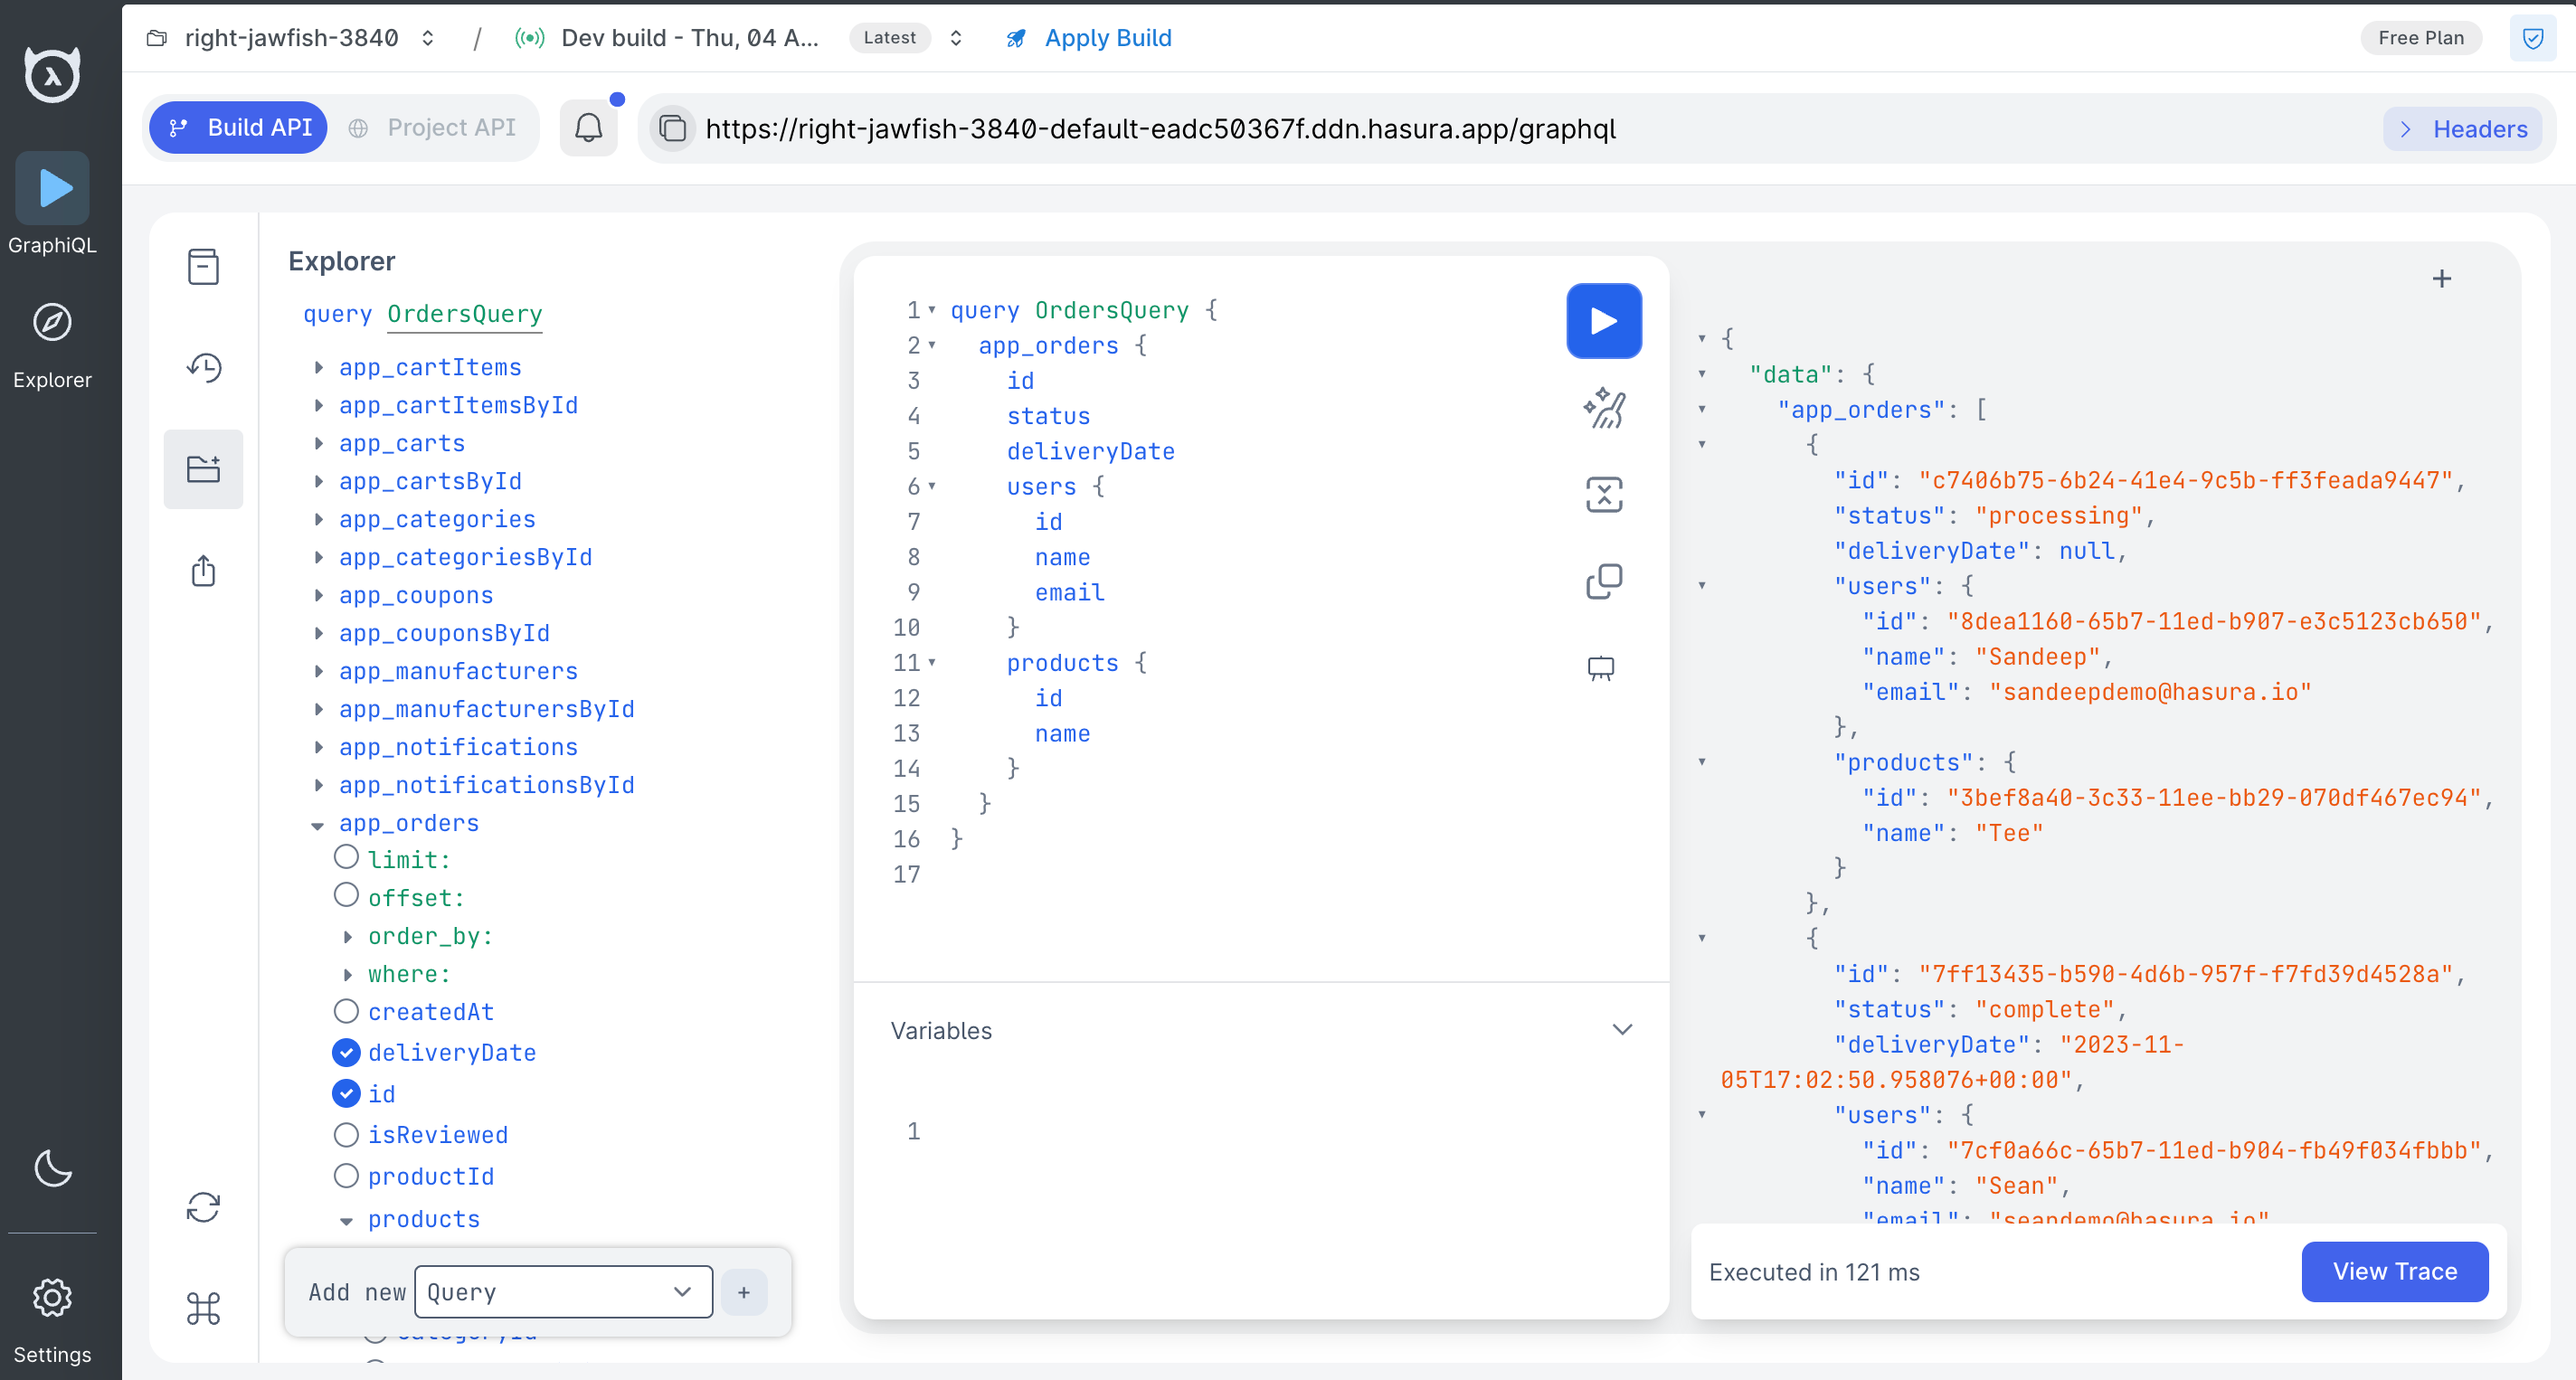 right-jawfish-3840 / Dev build - Thu, 04 A... Latest Apply Build Free Plan
Build API Project API https://right-jawfish-3840-default-eadc50367f.ddn.hasura.app/graphql Headers
GraphiQL
Explorer
Settings
Explorer
query OrdersQuery
app_cartItems
app_cartItemsById
app_carts
app_cartsById
app_categories
app_categoriesById
app_coupons
app_couponsById
app_manufacturers
app_manufacturersById
app_notifications
app_notificationsById
app_orders
limit:
offset:
order_by:
where:
createdAt
deliveryDate
id
isReviewed
productId
products
Add new Query +
categoryId
1 query OrdersQuery {
2 app_orders {
3 id
4 status
5 deliveryDate
6 users {
7 id
8 name
9 email
10 }
11 products {
12 id
13 name
14 }
15 }
16 }
17
Variables
1
{
"data": {
"app_orders": [
{
"id": "c7406b75-6b24-41e4-9c5b-ff3feada9447",
"status": "processing",
"deliveryDate": null,
"users": {
"id": "8dea1160-65b7-11ed-b907-e3c5123cb650",
"name": "Sandeep",
"email": "sandeepdemo@hasura.io"
},
"products": {
"id": "3bef8a40-3c33-11ee-bb29-070df467ec94",
"name": "Tee"
}
},
{
"id": "7ff13435-b590-4d6b-957f-f7fd39d4528a",
"status": "complete",
"deliveryDate": "2023-11-
05T17:02:50.958076+00:00",
"users": {
"id": "7cf0a66c-65b7-11ed-b904-fb49f034fbbb",
"name": "Sean",
"email": "seandemo@hasura.io"
Executed in 121 ms View Trace